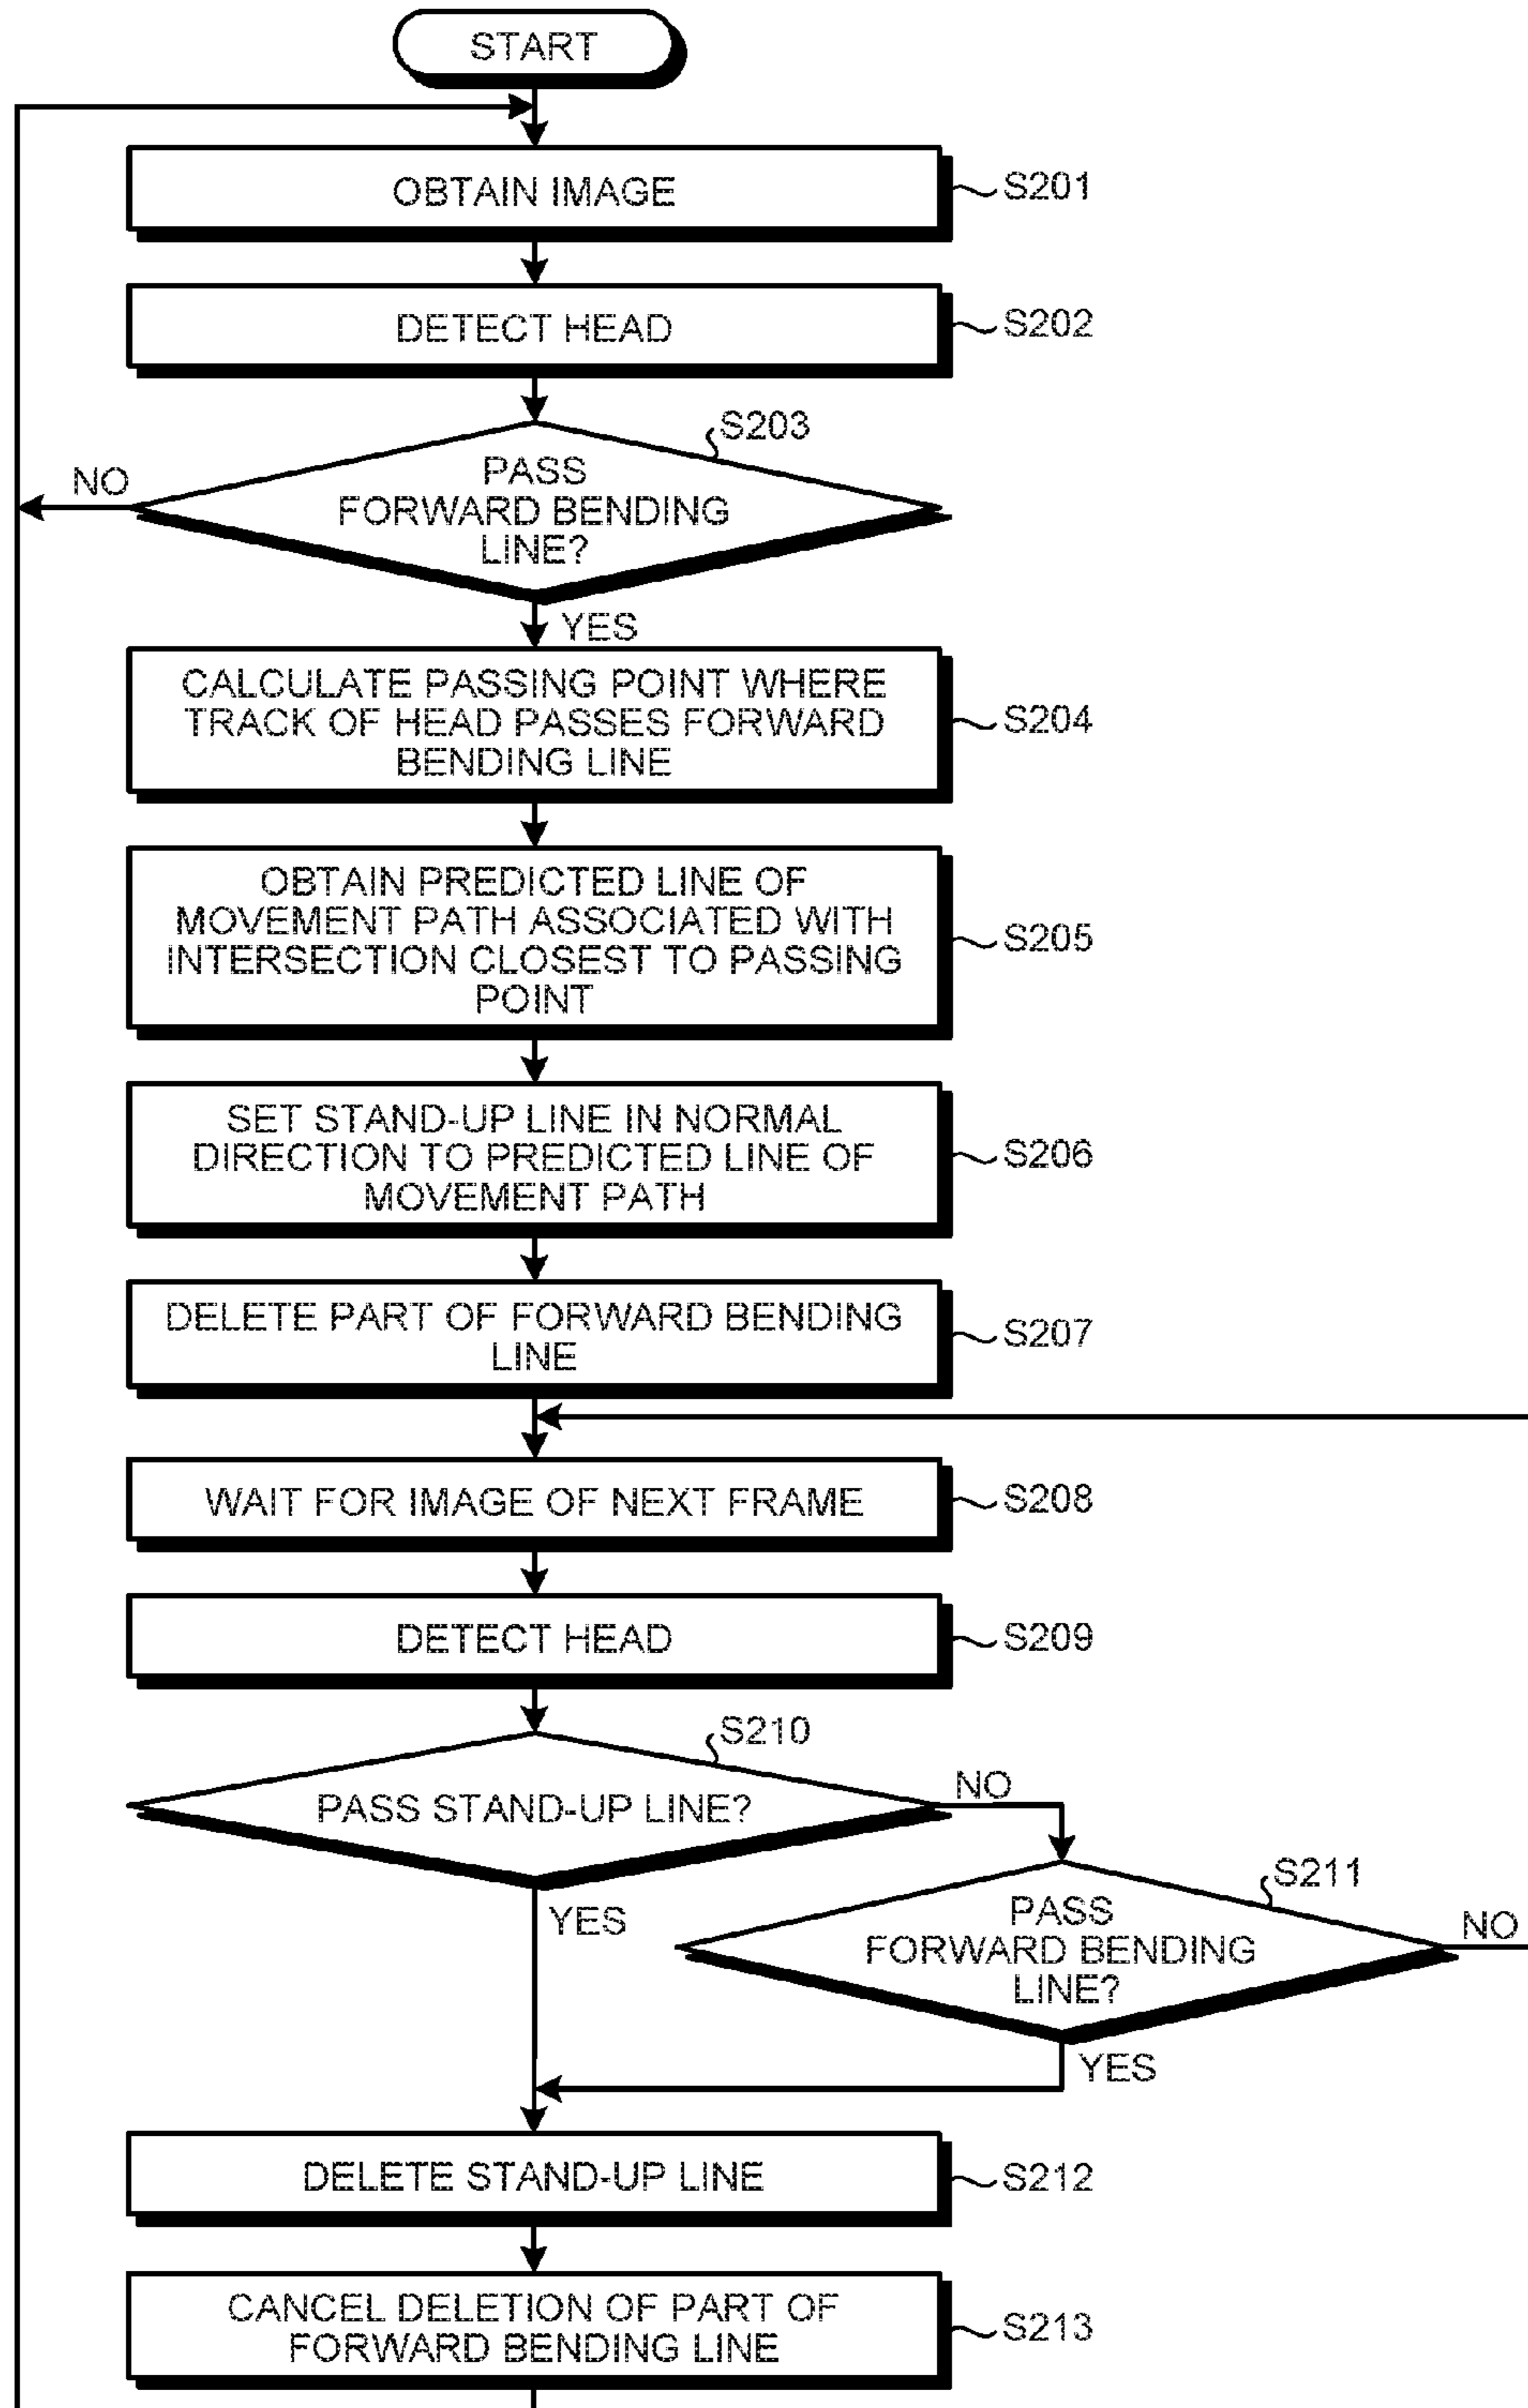 START
OBTAIN IMAGE
S201
DETECT HEAD
S202
S203
PASS
FORWARD BENDING
LINE?
NO
YES
CALCULATE PASSING POINT WHERE
TRACK OF HEAD PASSES FORWARD
BENDING LINE
S204
OBTAIN PREDICTED LINE OF
MOVEMENT PATH ASSOCIATED WITH
INTERSECTION CLOSEST TO PASSING
POINT
S205
SET STAND-UP LINE IN NORMAL
DIRECTION TO PREDICTED LINE OF
MOVEMENT PATH
S206
DELETE PART OF FORWARD BENDING
LINE
S207
WAIT FOR IMAGE OF NEXT FRAME
S208
DETECT HEAD
S209
S210
PASS STAND-UP LINE?
NO
YES
S211
PASS
FORWARD BENDING
LINE?
NO
YES
DELETE STAND-UP LINE
S212
CANCEL DELETION OF PART OF
FORWARD BENDING LINE
S213